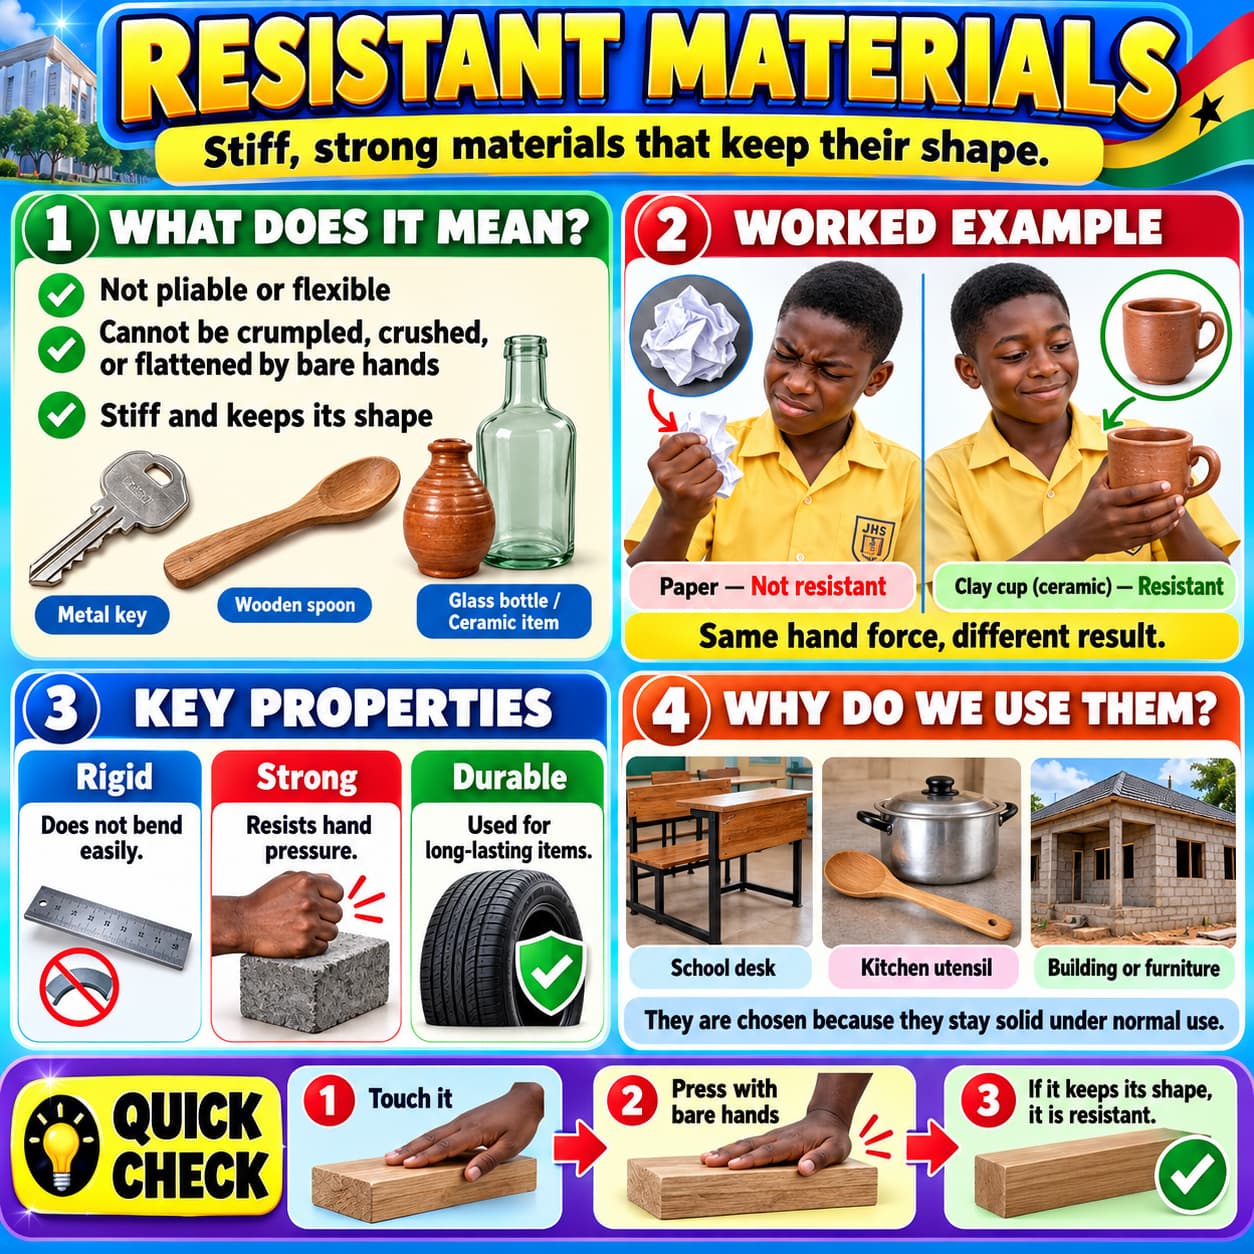 RESISTANT MATERIALS
Stiff, strong materials that keep their shape.
1 WHAT DOES IT MEAN?
Not pliable or flexible
Cannot be crumpled, crushed,
or flattened by bare hands
Stiff and keeps its shape
Metal key
Wooden spoon
Glass bottle /
Ceramic item
2 WORKED EXAMPLE
JHS
Paper — Not resistant
Clay cup (ceramic) — Resistant
Same hand force, different result.
3 KEY PROPERTIES
Rigid
Does not bend
easily.
Strong
Resists hand
pressure.
Durable
Used for
long-lasting items.
4 WHY DO WE USE THEM?
School desk
Kitchen utensil
Building or furniture
They are chosen because they stay solid under normal use.
QUICK
CHECK
1 Touch it
2 Press with
bare hands
3 If it keeps its shape,
it is resistant.